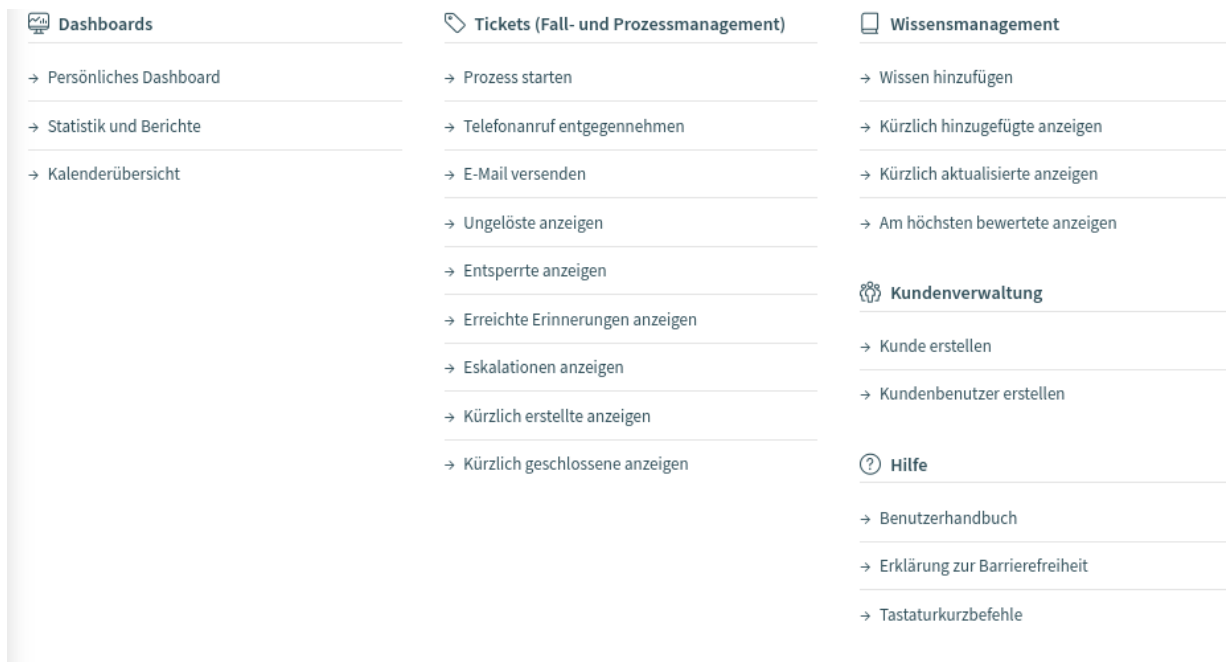 Dashboards
→ Persönliches Dashboard
→ Statistik und Berichte
→ Kalenderübersicht
Tickets (Fall- und Prozessmanagement)
→ Prozess starten
→ Telefonanruf entgegennehmen
→ E-Mail versenden
→ Ungelöste anzeigen
→ Entsperrte anzeigen
→ Erreichte Erinnerungen anzeigen
→ Eskalationen anzeigen
→ Kürzlich erstellte anzeigen
→ Kürzlich geschlossene anzeigen
Wissensmanagement
→ Wissen hinzufügen
→ Kürzlich hinzugefügte anzeigen
→ Kürzlich aktualisierte anzeigen
→ Am höchsten bewertete anzeigen
Kundenverwaltung
→ Kunde erstellen
→ Kundenbenutzer erstellen
Hilfe
→ Benutzerhandbuch
→ Erklärung zur Barrierefreiheit
→ Tastaturkurzbefehle